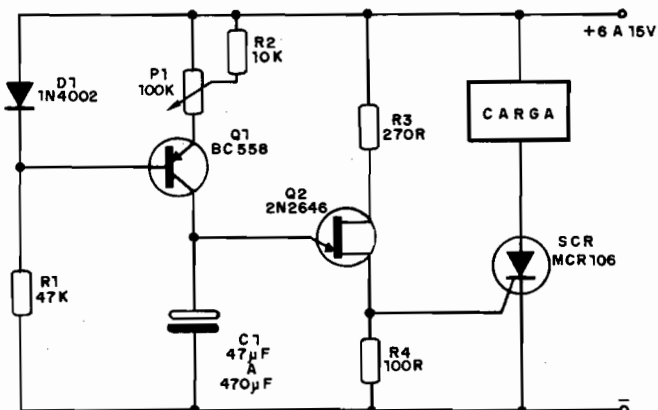 +6 A 15V
R2
10K
P1
100K
D1
1N4002
CARGA
R3
270R
Q1
BC558
Q2
2N2646
SCR
MCR106
R1
47K
C1
47µF
A
470µF
R4
100R
–